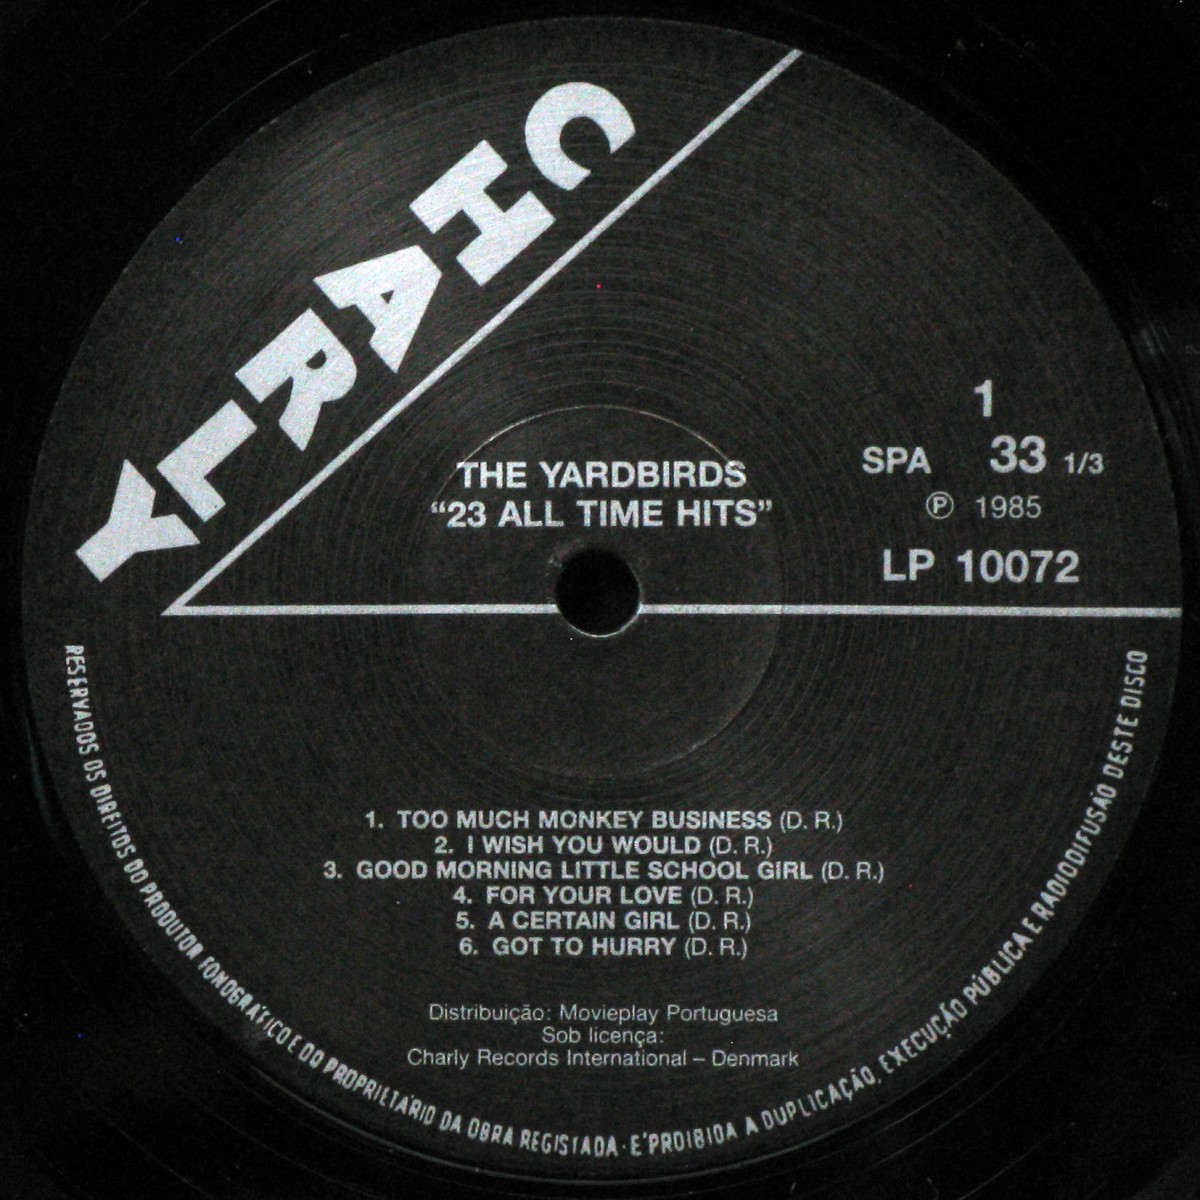 CHARLY
1
SPA 33 1/3
℗ 1985
LP 10072
THE YARDBIRDS
“23 ALL TIME HITS”
1. TOO MUCH MONKEY BUSINESS (D. R.)
2. I WISH YOU WOULD (D. R.)
3. GOOD MORNING LITTLE SCHOOL GIRL (D. R.)
4. FOR YOUR LOVE (D. R.)
5. A CERTAIN GIRL (D. R.)
6. GOT TO HURRY (D. R.)
Distribuição: Movieplay Portuguesa
Sob licença:
Charly Records International – Denmark
RESERVADOS OS DIREITOS DO PRODUTOR FONOGRÁFICO E DO PROPRIETÁRIO DA OBRA REGISTADA · E'PROIBIDA A DUPLICAÇÃO, EXECUÇÃO PÚBLICA E RADIODIFUSÃO DESTE DISCO